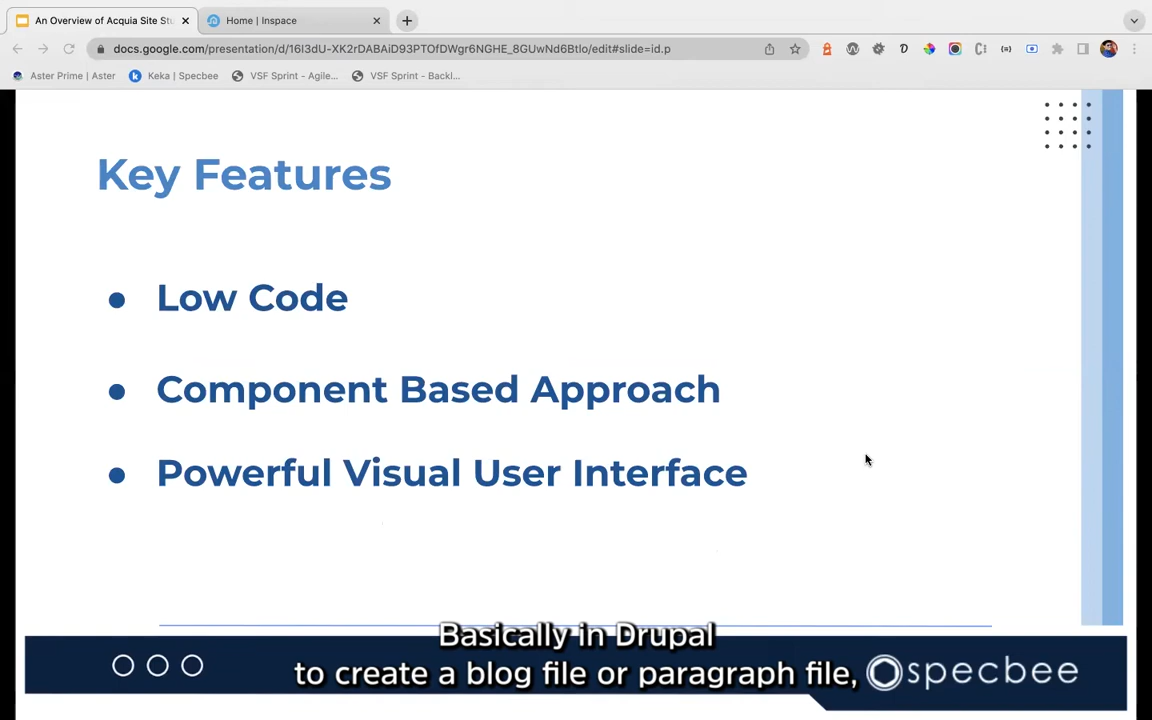 An Overview of Acquia Site Stu
Home | Inspace
docs.google.com/presentation/d/16I3dU-XK2rDABAiD93PTOfDWgr6NGHE_8GUwNd6Btlo/edit#slide=id.p
Aster Prime | Aster
Keka | Specbee
VSF Sprint - Agile...
VSF Sprint - Backl...
Key Features
● Low Code
● Component Based Approach
● Powerful Visual User Interface
Basically in Drupal
to create a blog file or paragraph file,
specbee